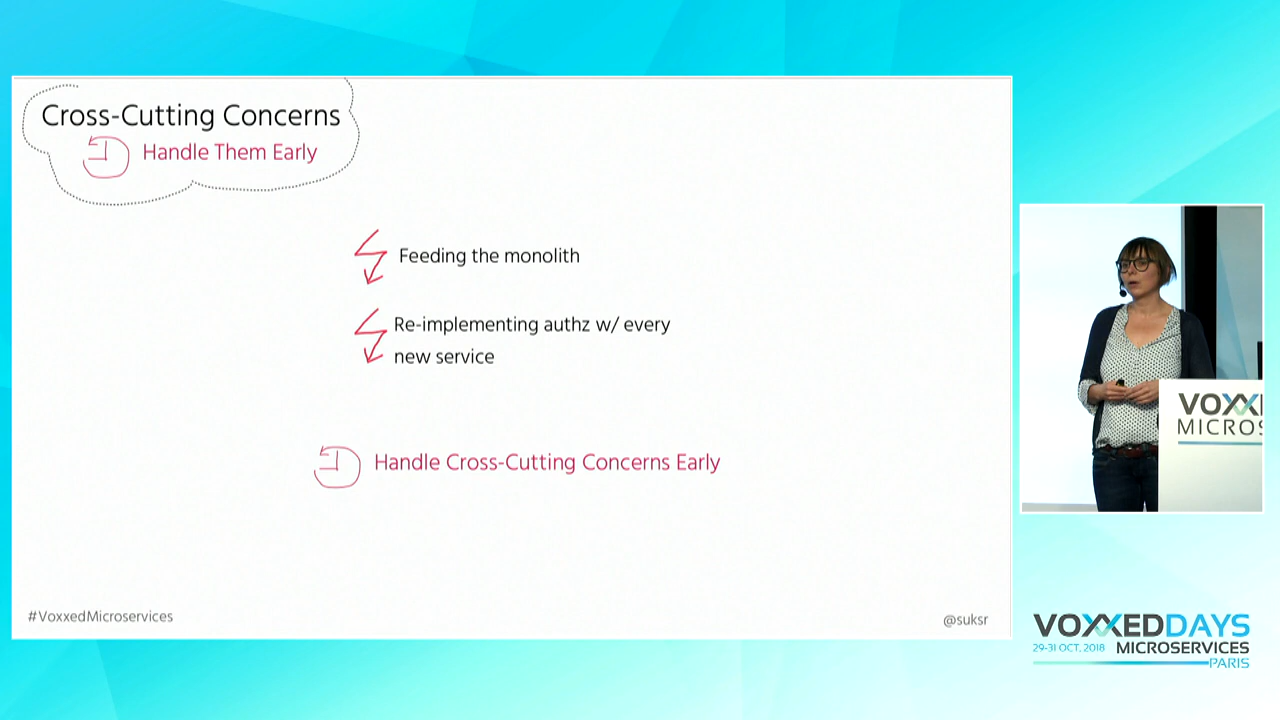 Cross-Cutting Concerns
Handle Them Early
Feeding the monolith
Re-implementing authz w/ every
new service
Handle Cross-Cutting Concerns Early
#VoxxedMicroservices
@suksr
VOXXED
MICROS
VOXXEDDAYS
29-31 OCT, 2018 MICROSERVICES
PARIS